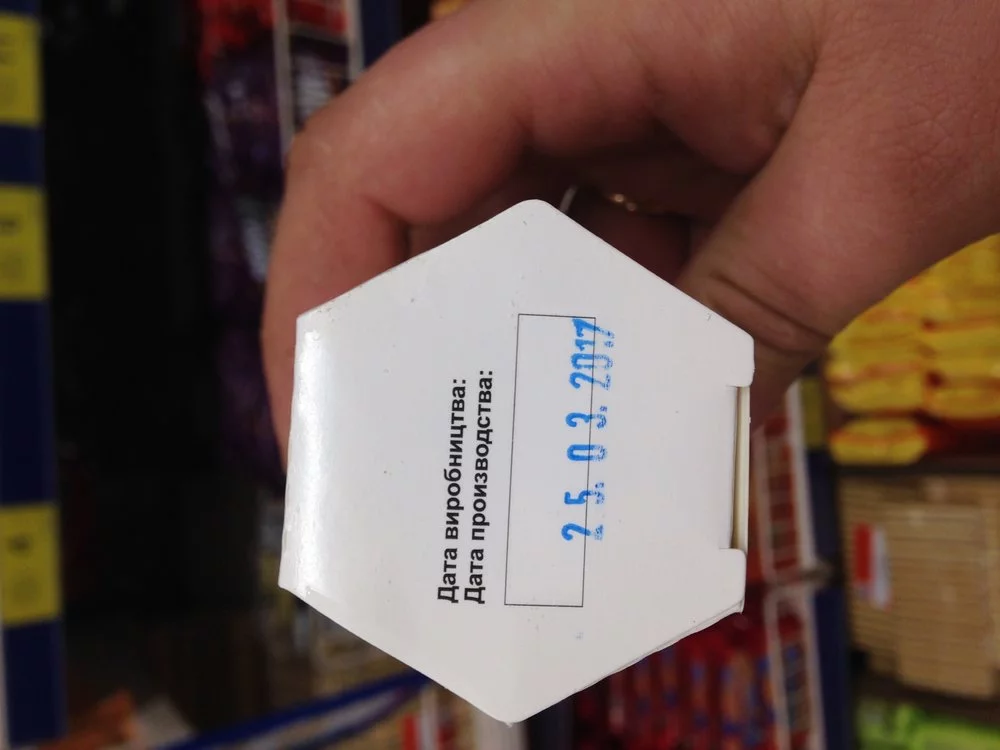 Дата виробництва:
Дата производства:
25. 03. 2017